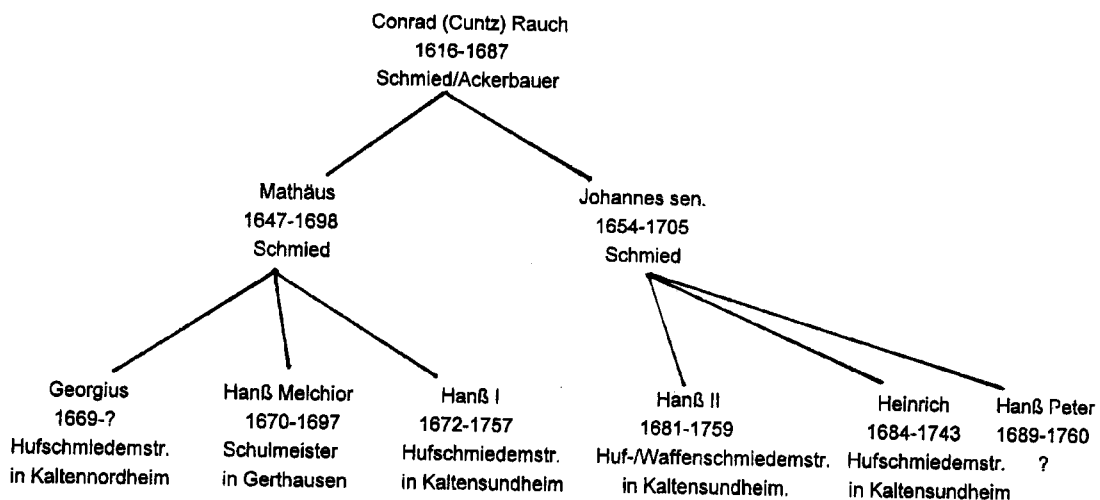 Conrad (Cuntz) Rauch
1616-1687
Schmied/Ackerbauer
Mathäus
1647-1698
Schmied
Johannes sen.
1654-1705
Schmied
Georgius
1669-?
Hufschmiedemstr.
in Kaltennordheim
Hanß Melchior
1670-1697
Schulmeister
in Gerthausen
Hanß I
1672-1757
Hufschmiedemstr.
in Kaltensundheim
Hanß II
1681-1759
Huf-/Waffenschmiedemstr.
in Kaltensundheim.
Heinrich
1684-1743
Hufschmiedemstr.
in Kaltensundheim
Hanß Peter
1689-1760
?